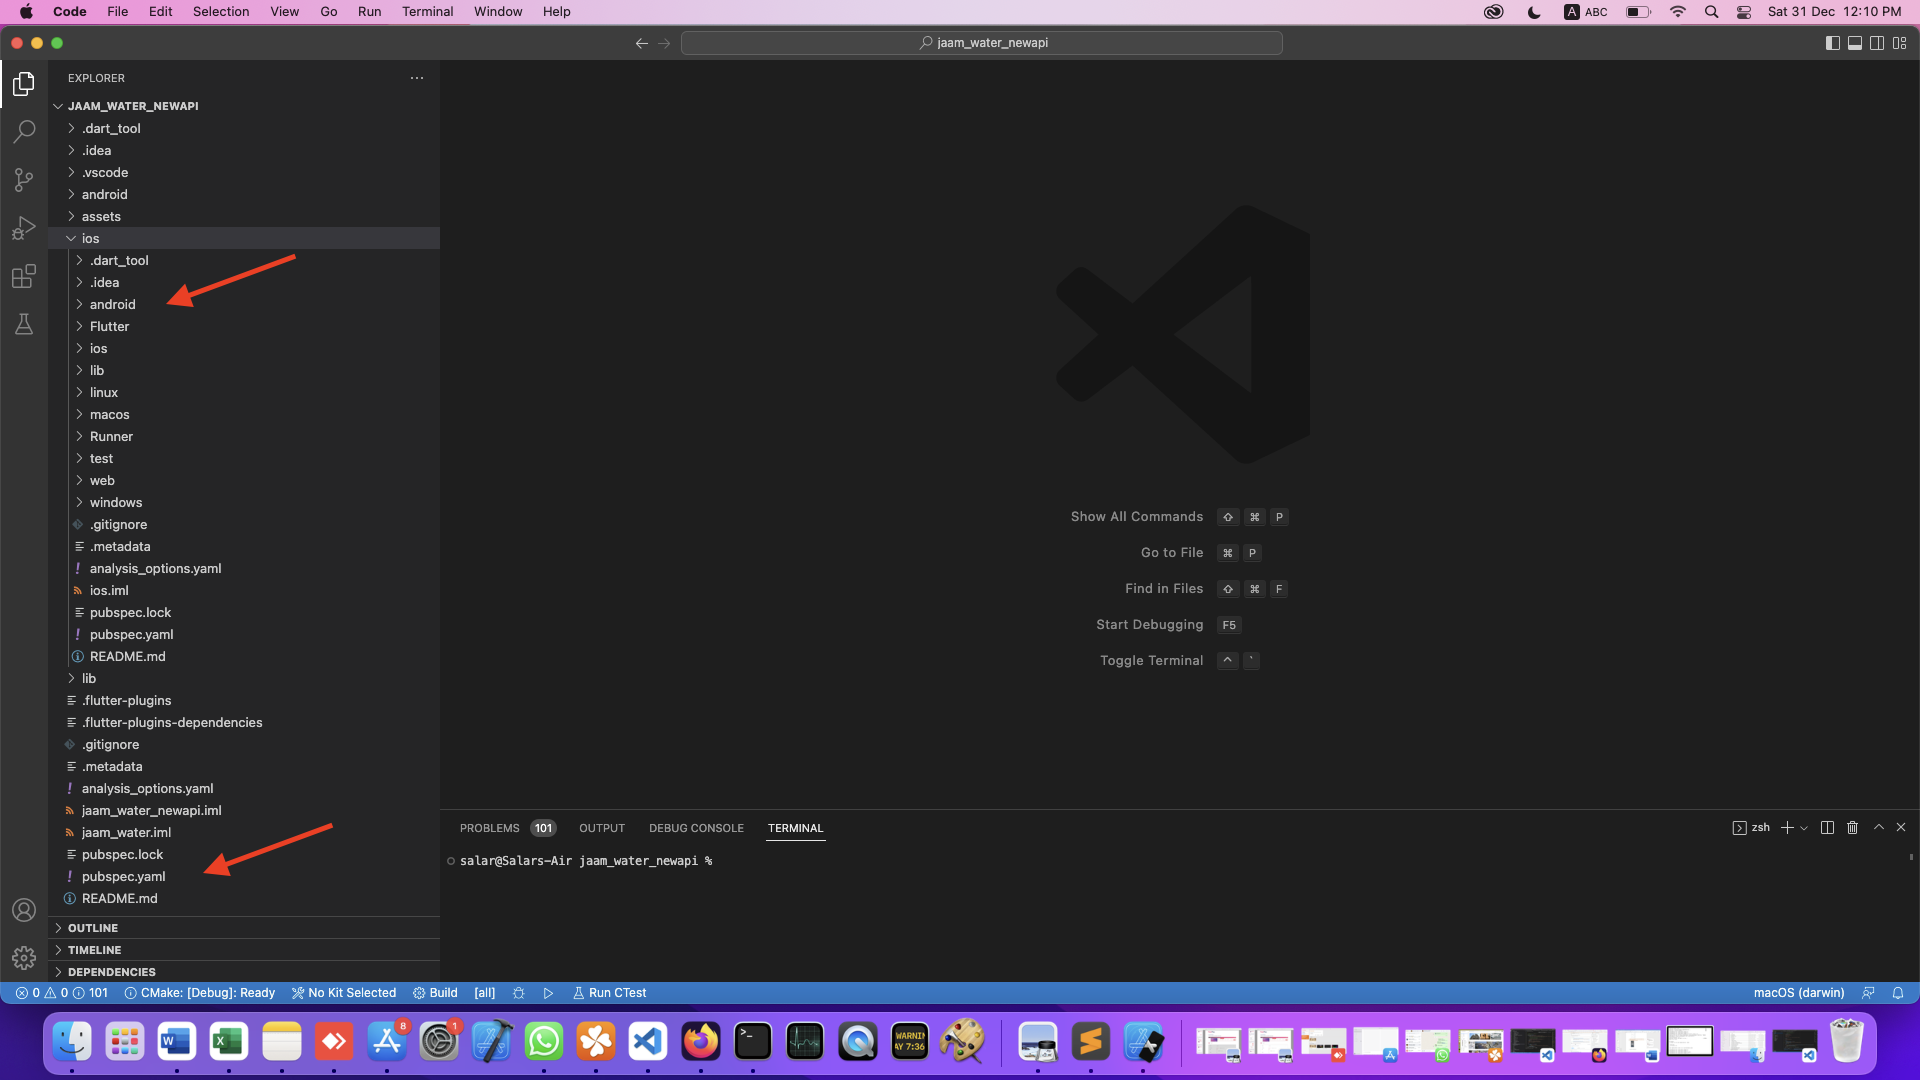 Code File Edit Selection View Go Run Terminal Window Help
A ABC Sat 31 Dec 12:10 PM
jaam_water_newapi
EXPLORER
JAAM_WATER_NEWAPI
.dart_tool
.idea
.vscode
android
assets
ios
.dart_tool
.idea
android
Flutter
ios
lib
linux
macos
Runner
test
web
windows
.gitignore
.metadata
analysis_options.yaml
ios.iml
pubspec.lock
pubspec.yaml
README.md
lib
.flutter-plugins
.flutter-plugins-dependencies
.gitignore
.metadata
analysis_options.yaml
jaam_water_newapi.iml
jaam_water.iml
pubspec.lock
pubspec.yaml
README.md
OUTLINE
TIMELINE
DEPENDENCIES
Show All Commands ⇧ ⌘ P
Go to File ⌘ P
Find in Files ⇧ ⌘ F
Start Debugging F5
Toggle Terminal ^ `
PROBLEMS 101 OUTPUT DEBUG CONSOLE TERMINAL
zsh
salar@Salars-Air jaam_water_newapi %
0 0 101 CMake: [Debug]: Ready No Kit Selected Build [all] Run CTest
macOS (darwin)
8 1
WARNIN
AY 7:36